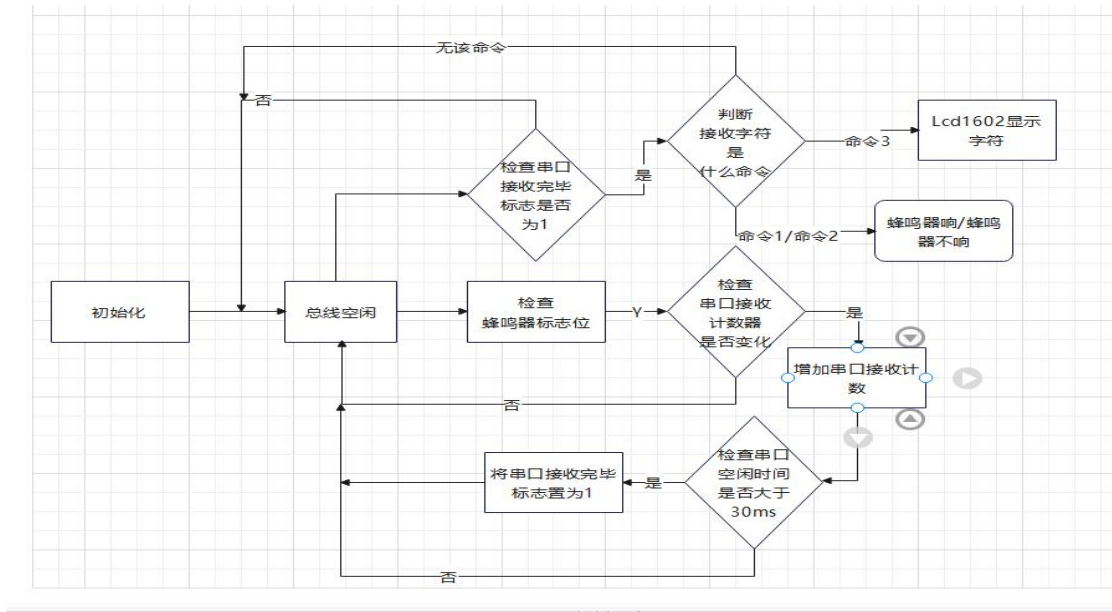 无该命令
否
判断
接收字符
是
什么命令
命令3
Lcd1602显示
字符
检查串口
接收完毕
标志是否
为1
是
命令1/命令2
蜂鸣器响/蜂鸣
器不响
初始化
总线空闲
检查
蜂鸣器标志位
Y
检查
串口接收
计数器
是否变化
是
增加串口接收计
数
否
检查串口
空闲时间
是否大于
30ms
是
将串口接收完毕
标志置为1
否